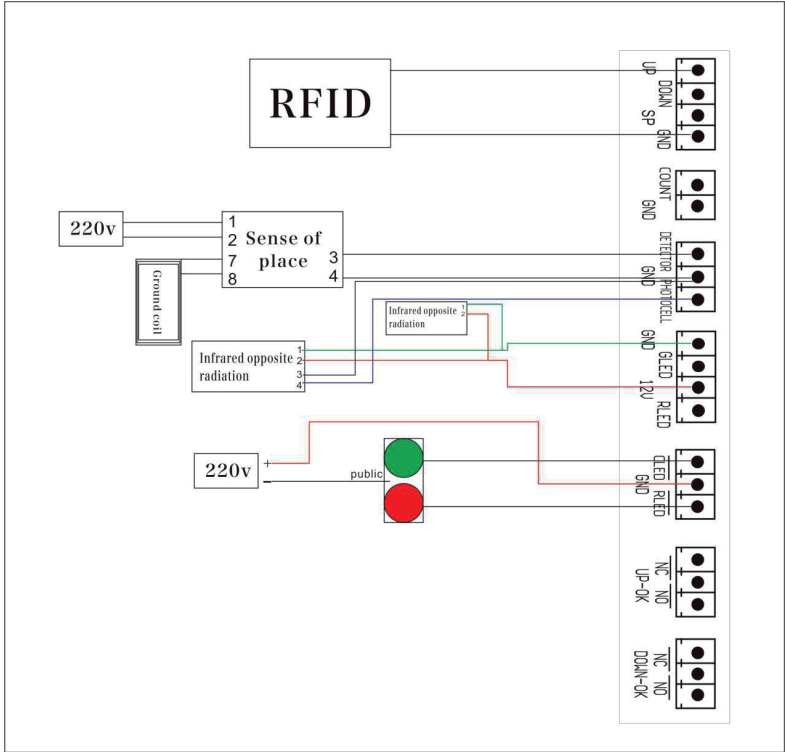 RFID
UP
DOWN
SP
GND
COUNT
GND
220v
1
2
7
8
Sense of
place
3
4
Ground coil
DETECTOR
GND
PHOTOCELL
Infrared opposite
radiation
1
2
Infrared opposite
radiation
1
2
3
4
GND
GLED
12V
RLED
220v
+
−
public
GLED
GND
RLED
NC
UP-OK
NO
NC
DOWN-OK
NO